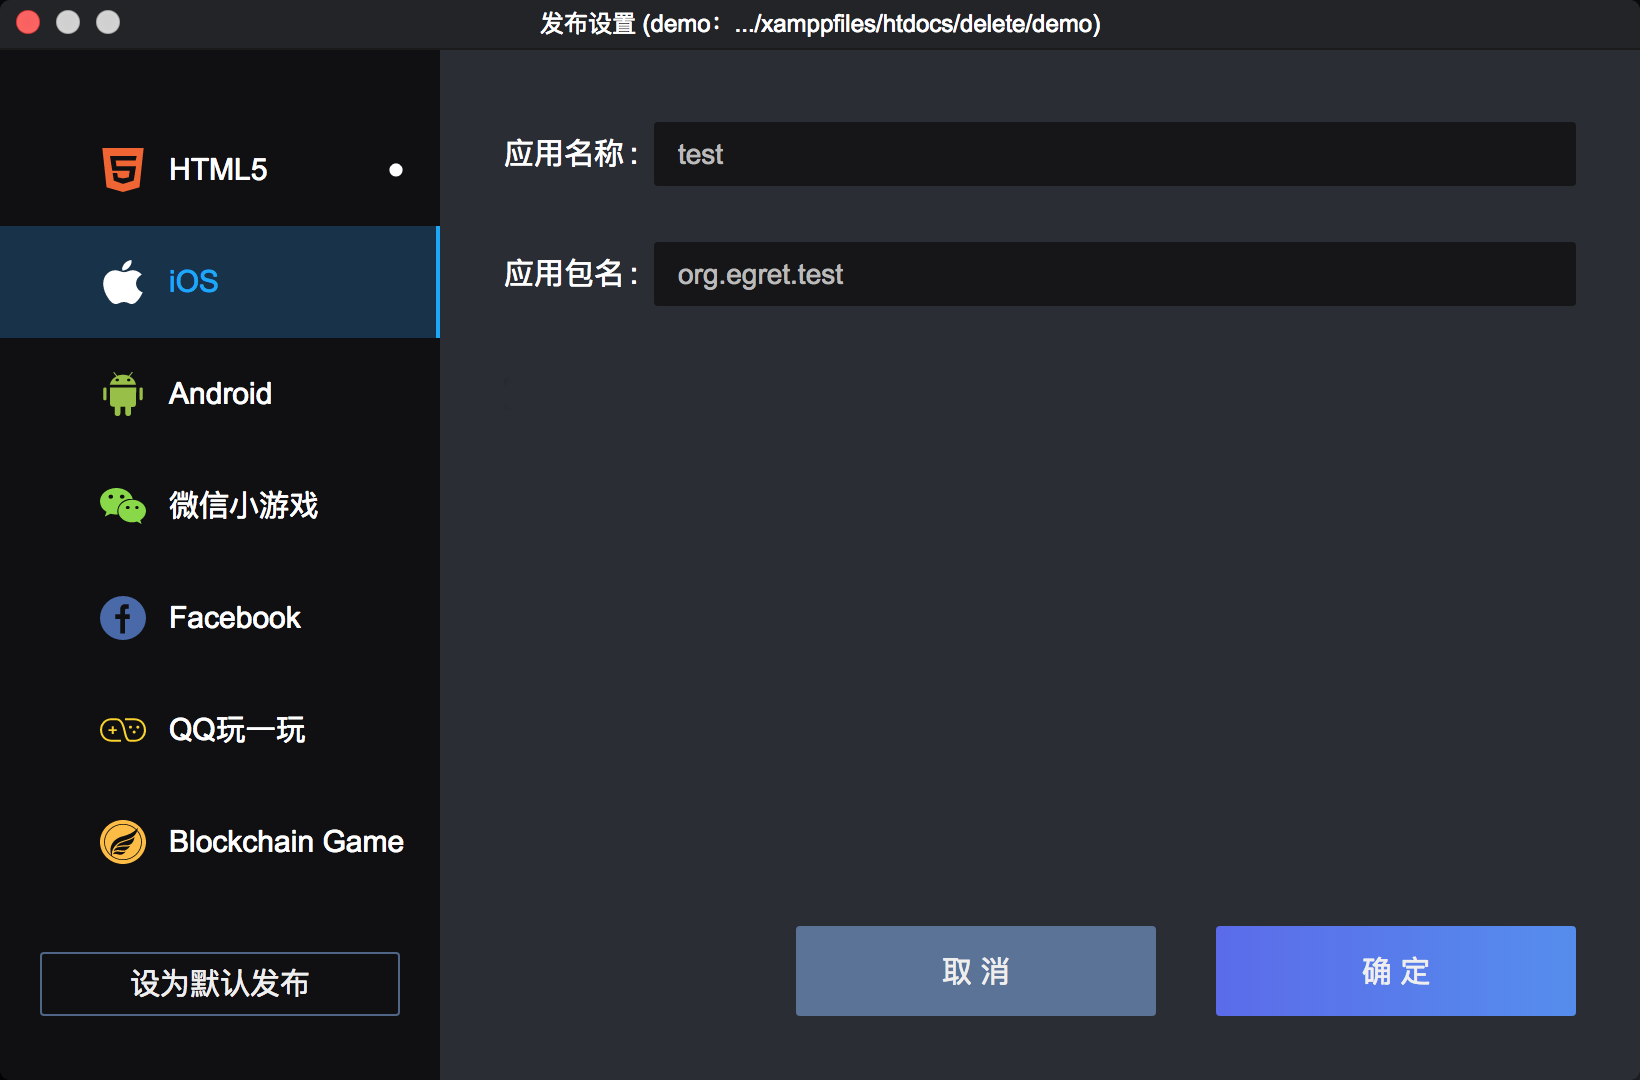 发布设置 (demo：.../xamppfiles/htdocs/delete/demo)
HTML5
iOS
Android
微信小游戏
Facebook
QQ玩一玩
Blockchain Game
设为默认发布
应用名称 : test
应用包名 : org.egret.test
取 消
确 定